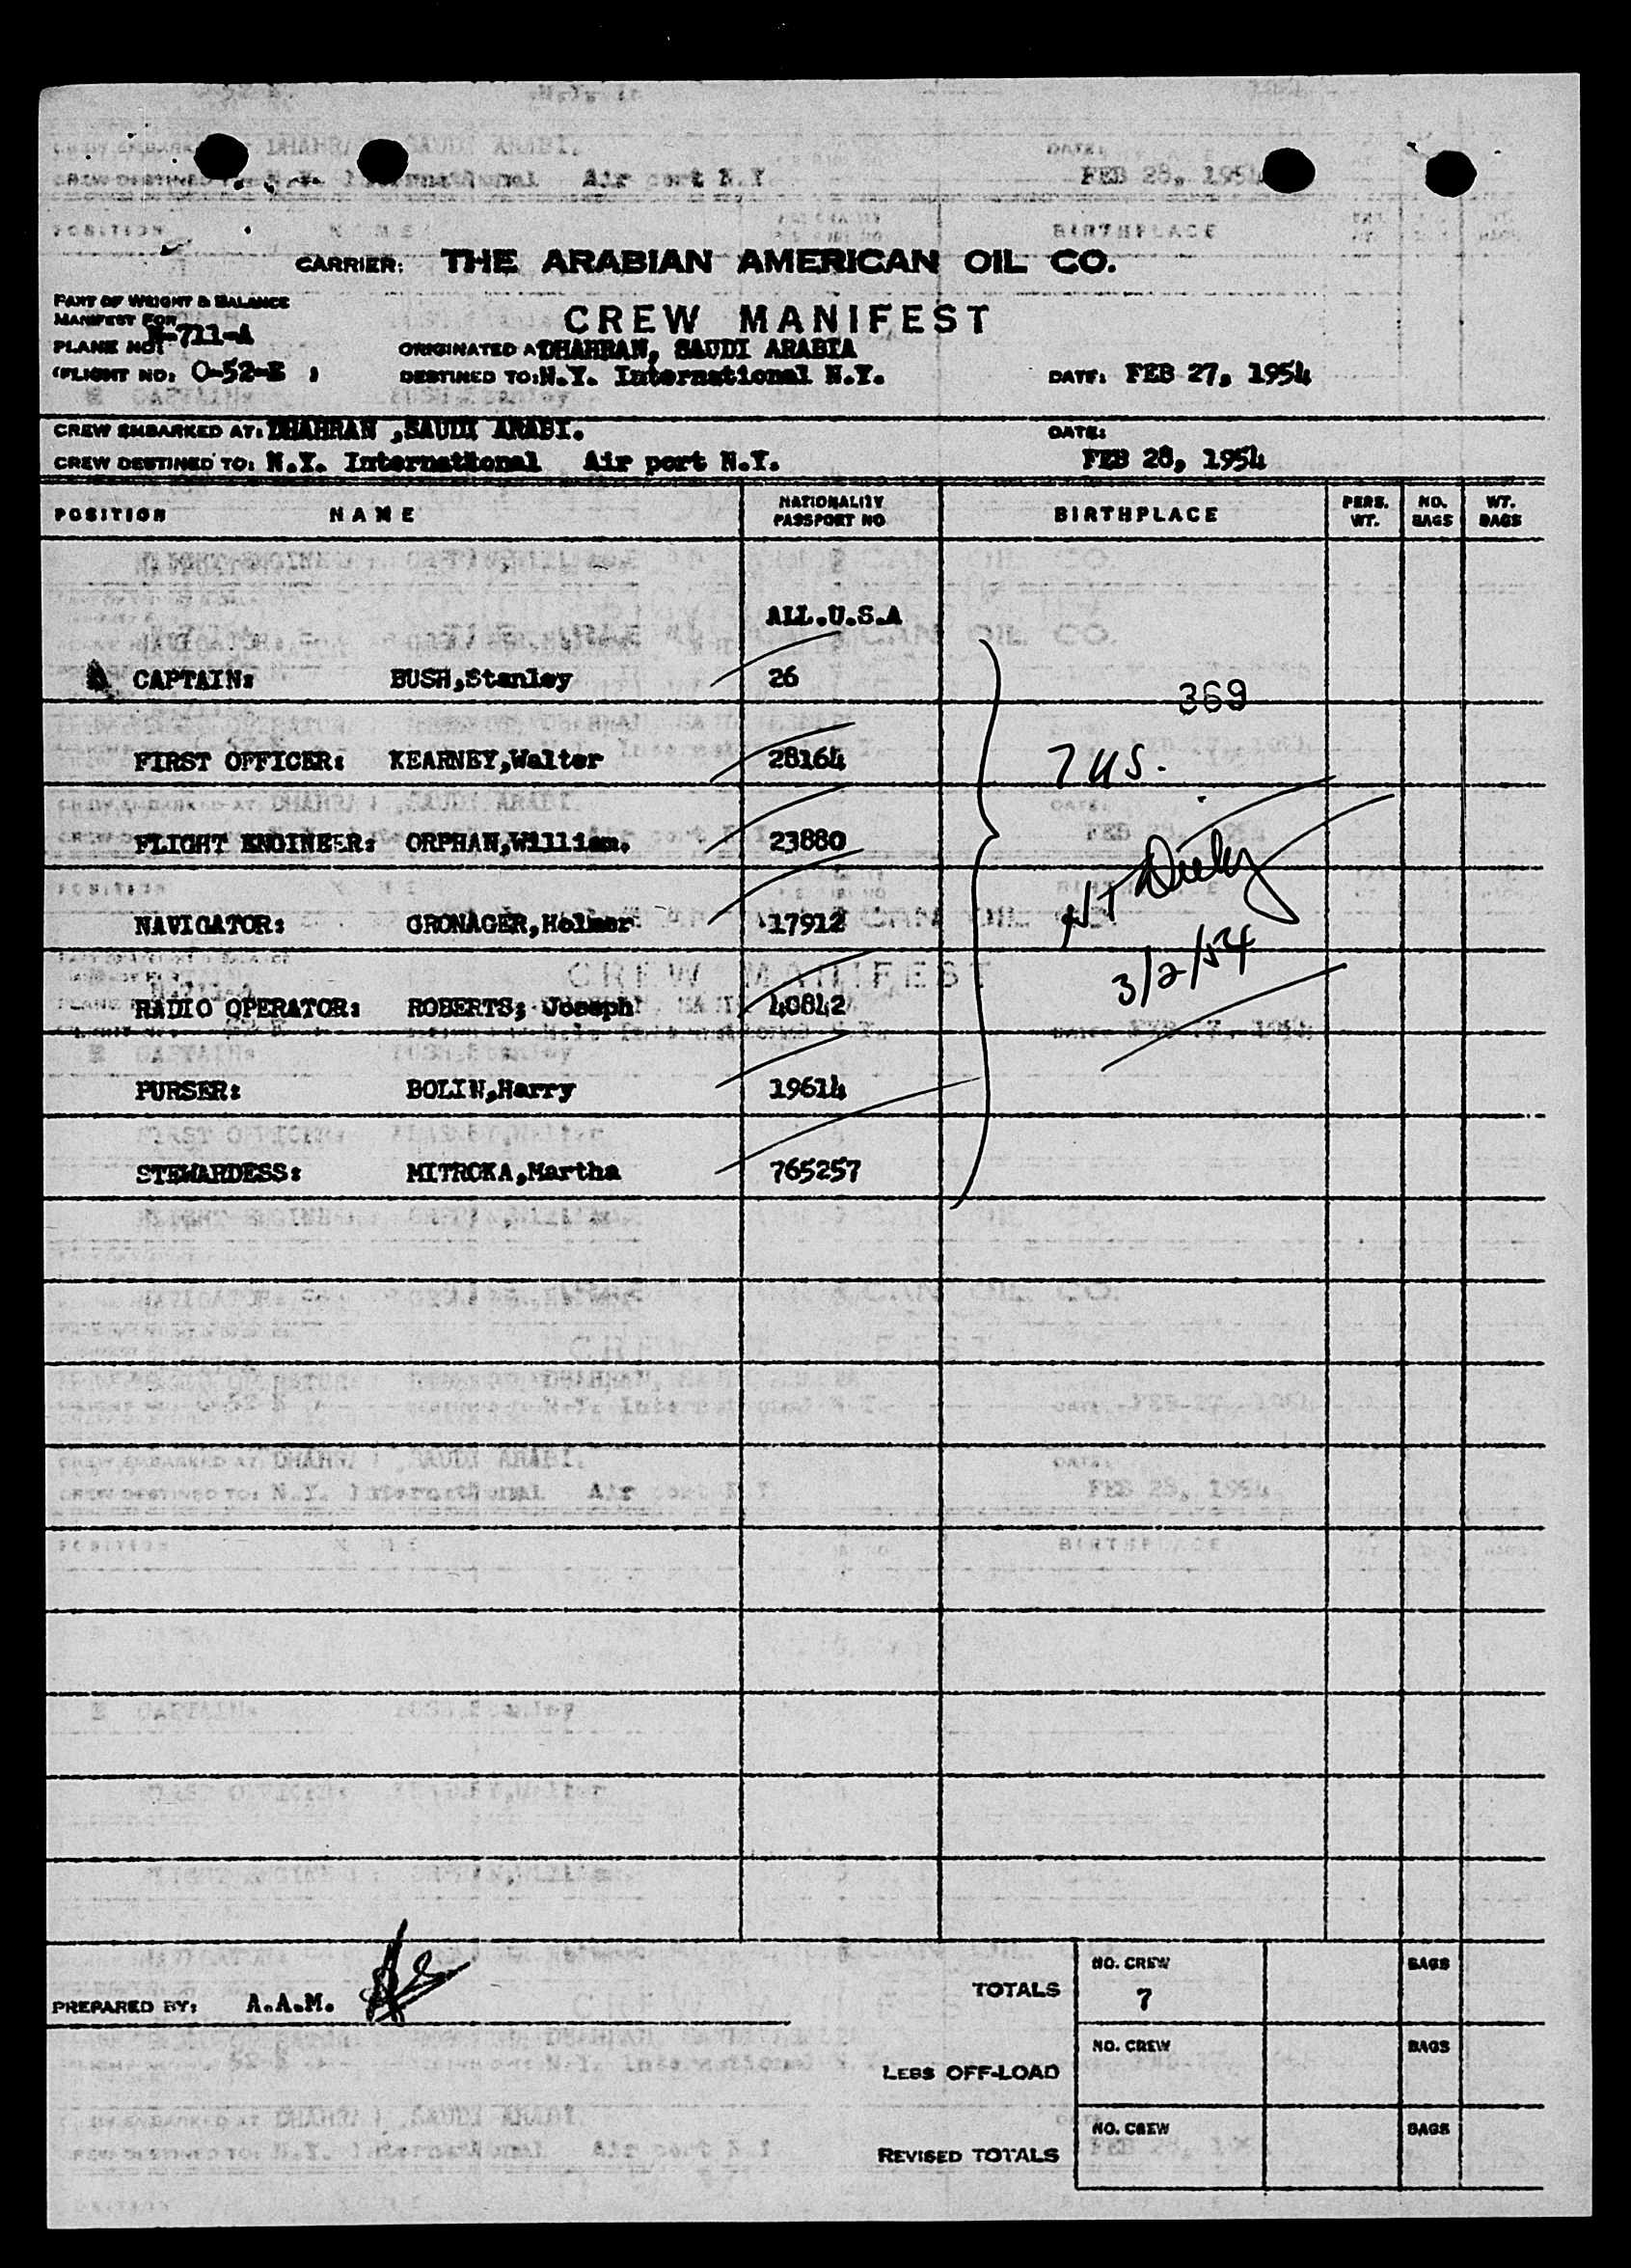 CARRIER: THE ARABIAN AMERICAN OIL CO.
PART OF WEIGHT & BALANCE
MANIFEST FOR
CREW MANIFEST
PLANE NO: N-711-A
ORIGINATED AT DHAHRAN, SAUDI ARABIA
(FLIGHT NO: O-52-E )
DESTINED TO: N.Y. International N.Y.
DATE: FEB 27, 1954
CREW EMBARKED AT: DHAHRAN ,SAUDI ARABI.
DATE:
CREW DESTINED TO: N.Y. International Air port N.Y.
FEB 28, 1954
POSITION NAME NATIONALITY PASSPORT NO BIRTHPLACE PERS. WT. NO. BAGS WT. BAGS
ALL.U.S.A
CAPTAIN: BUSH,Stanley 26
369
FIRST OFFICER: KEARNEY,Walter 28164
7 US.
FLIGHT ENGINEER: ORPHAN,William. 23880
NAVIGATOR: GRONAGER,Holmer 17912
3/2/54
RADIO OPERATOR: ROBERTS; Joseph 40842
PURSER: BOLIN,Harry 19614
STEWARDESS: MITROKA,Martha 765257
PREPARED BY: A.A.M.
TOTALS NO. CREW 7 BAGS
LESS OFF-LOAD NO. CREW BAGS
REVISED TOTALS NO. CREW BAGS